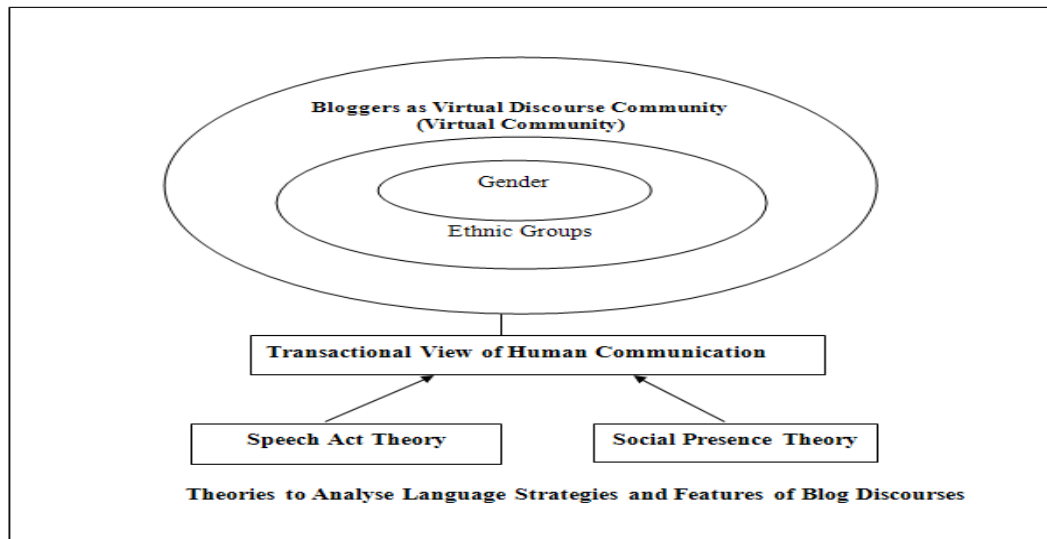 Bloggers as Virtual Discourse Community
(Virtual Community)
Gender
Ethnic Groups
Transactional View of Human Communication
Speech Act Theory
Social Presence Theory
Theories to Analyse Language Strategies and Features of Blog Discourses